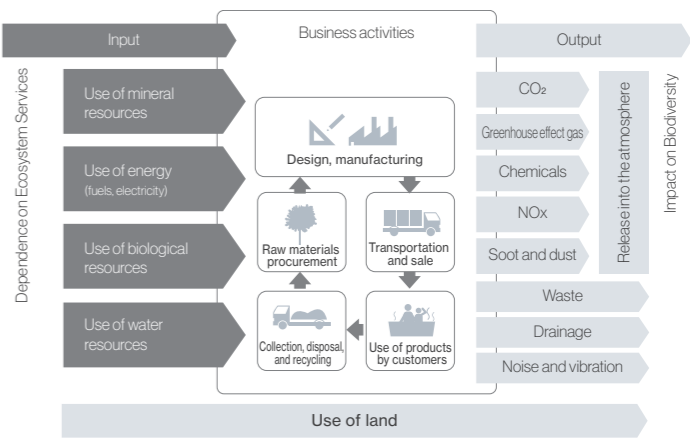 Input
Business activities
Output
Dependence on Ecosystem Services
Use of mineral
resources
Use of energy
(fuels, electricity)
Use of biological
resources
Use of water
resources
Design, manufacturing
Raw materials
procurement
Transportation
and sale
Collection, disposal,
and recycling
Use of products
by customers
CO₂
Greenhouse effect gas
Chemicals
NOx
Soot and dust
Release into the atmosphere
Waste
Drainage
Noise and vibration
Impact on Biodiversity
Use of land